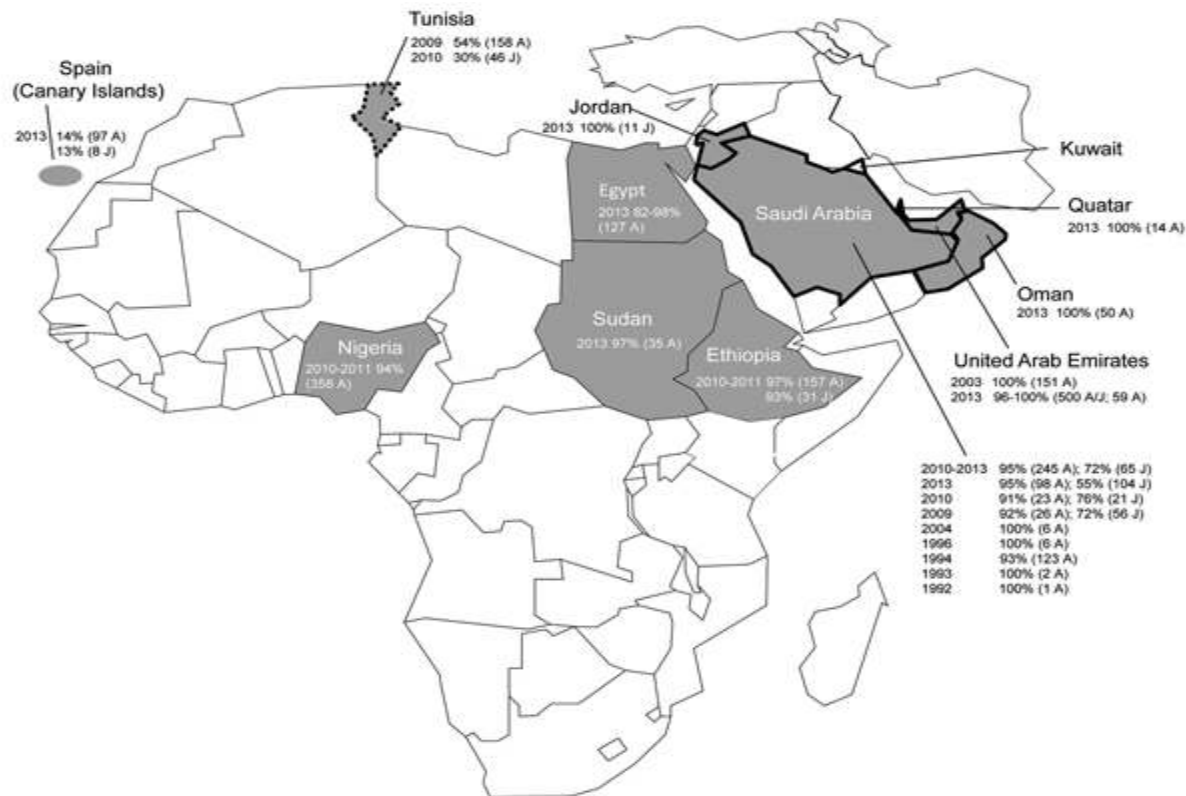 Tunisia
2009 54% (158 A)
2010 30% (46 J)
Spain
(Canary Islands)
2013 14% (97 A)
13% (8 J)
Jordan
2013 100% (11 J)
Kuwait
Egypt
2013 82-98%
(127 A)
Saudi Arabia
Quatar
2013 100% (14 A)
Oman
2013 100% (50 A)
Sudan
2013 97% (35 A)
Nigeria
2010-2011 94%
(358 A)
Ethiopia
2010-2011 97% (157 A)
93% (31 J)
United Arab Emirates
2003 100% (151 A)
2013 96-100% (500 A/J; 59 A)
2010-2013 95% (245 A); 72% (65 J)
2013 95% (98 A); 55% (104 J)
2010 91% (23 A); 76% (21 J)
2009 92% (26 A); 72% (56 J)
2004 100% (6 A)
1996 100% (6 A)
1994 93% (123 A)
1993 100% (2 A)
1992 100% (1 A)